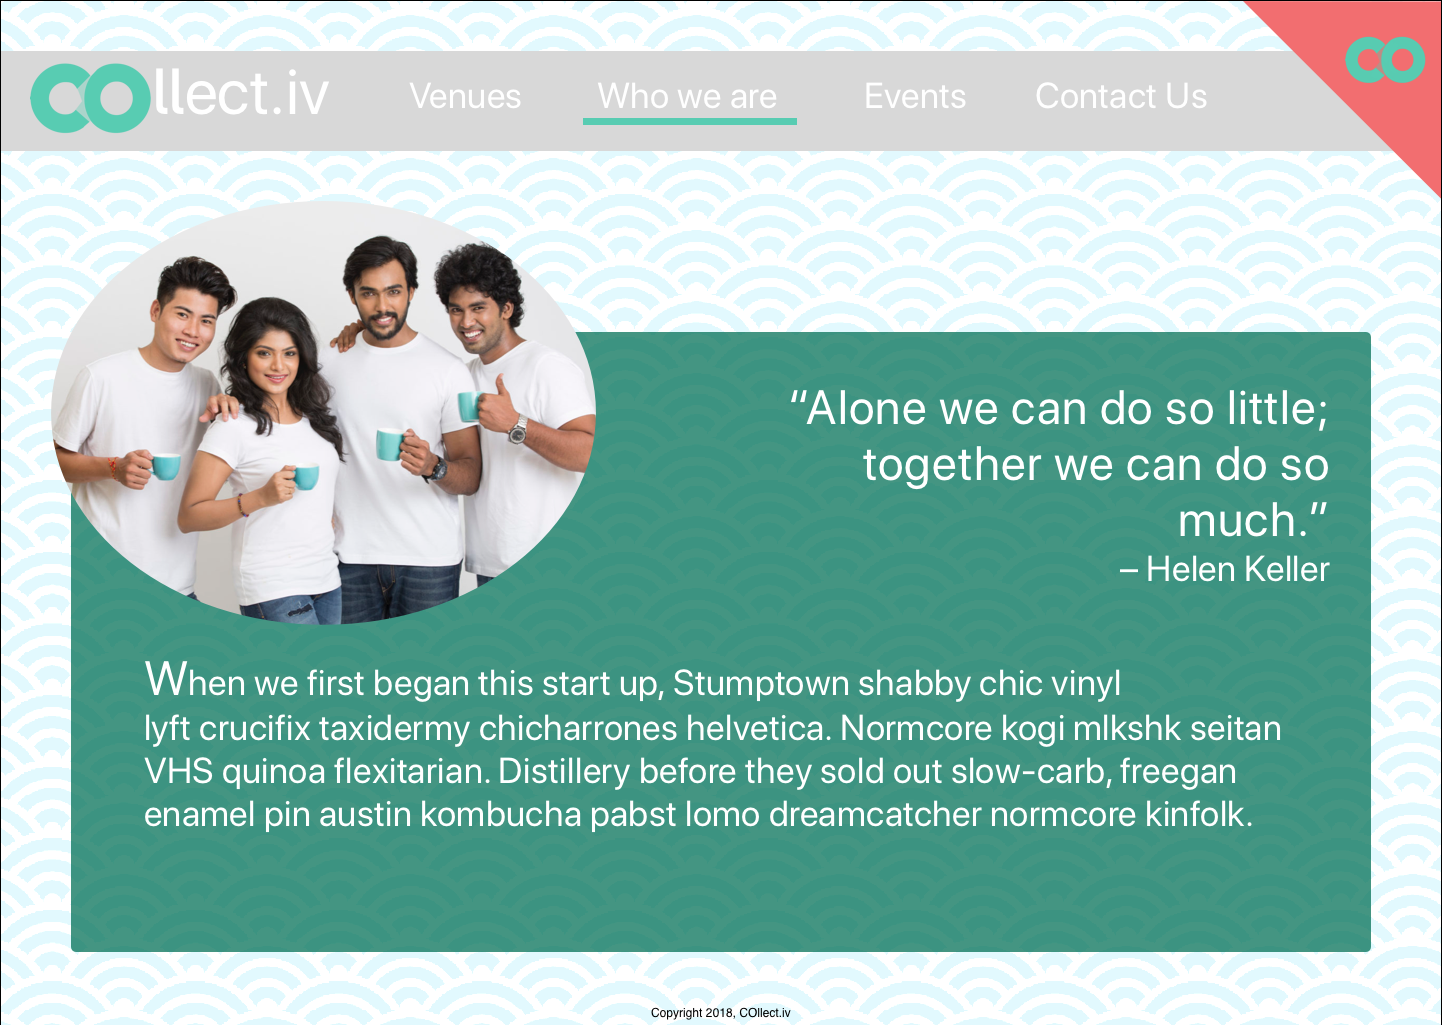 COllect.iv
Venues
Who we are
Events
Contact Us
CO
“Alone we can do so little;
together we can do so
much.”
– Helen Keller
When we first began this start up, Stumptown shabby chic vinyl
lyft crucifix taxidermy chicharrones helvetica. Normcore kogi mlkshk seitan
VHS quinoa flexitarian. Distillery before they sold out slow-carb, freegan
enamel pin austin kombucha pabst lomo dreamcatcher normcore kinfolk.
Copyright 2018, COllect.iv